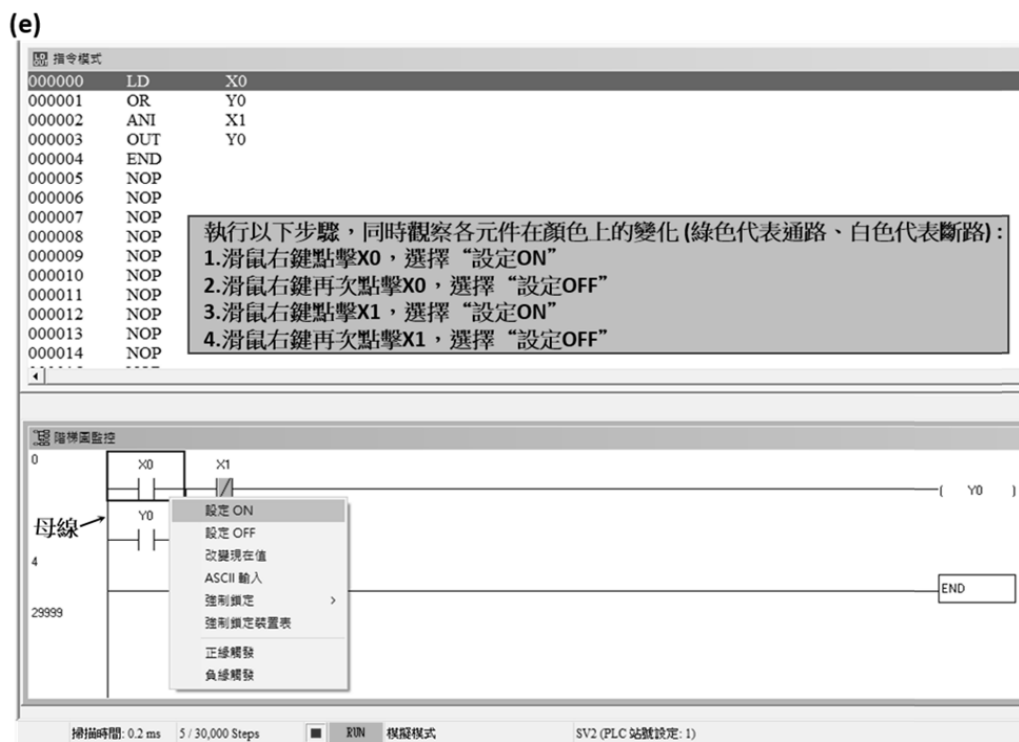 (e)
指令模式
000000 LD X0
000001 OR Y0
000002 ANI X1
000003 OUT Y0
000004 END
000005 NOP
000006 NOP
000007 NOP
000008 NOP
000009 NOP
000010 NOP
000011 NOP
000012 NOP
000013 NOP
000014 NOP
執行以下步驟，同時觀察各元件在顏色上的變化(綠色代表通路、白色代表斷路)：
1.滑鼠右鍵點擊X0，選擇“設定ON”
2.滑鼠右鍵再次點擊X0，選擇“設定OFF”
3.滑鼠右鍵點擊X1，選擇“設定ON”
4.滑鼠右鍵再次點擊X1，選擇“設定OFF”
階梯圖監控
0
X0 X1
( Y0 )
Y0
母線
4
END
29999
設定 ON
設定 OFF
改變現在值
ASCII 輸入
強制鎖定 >
強制鎖定裝置表
正緣觸發
負緣觸發
掃描時間: 0.2 ms 5 / 30,000 Steps RUN 模擬模式 SV2 (PLC 站號設定: 1)